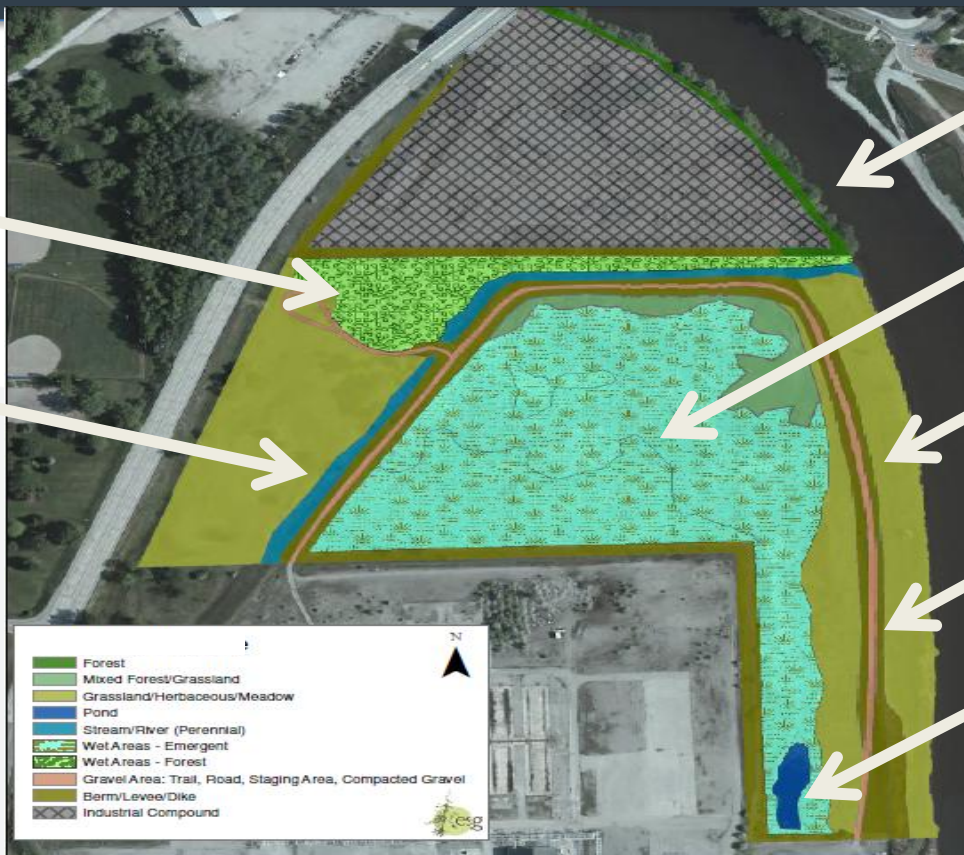 N
Forest
Mixed Forest/Grassland
Grassland/Herbaceous/Meadow
Pond
Stream/River (Perennial)
Wet Areas - Emergent
Wet Areas - Forest
Gravel Area: Trail, Road, Staging Area, Compacted Gravel
Berm/Levee/Dike
Industrial Compound
esg